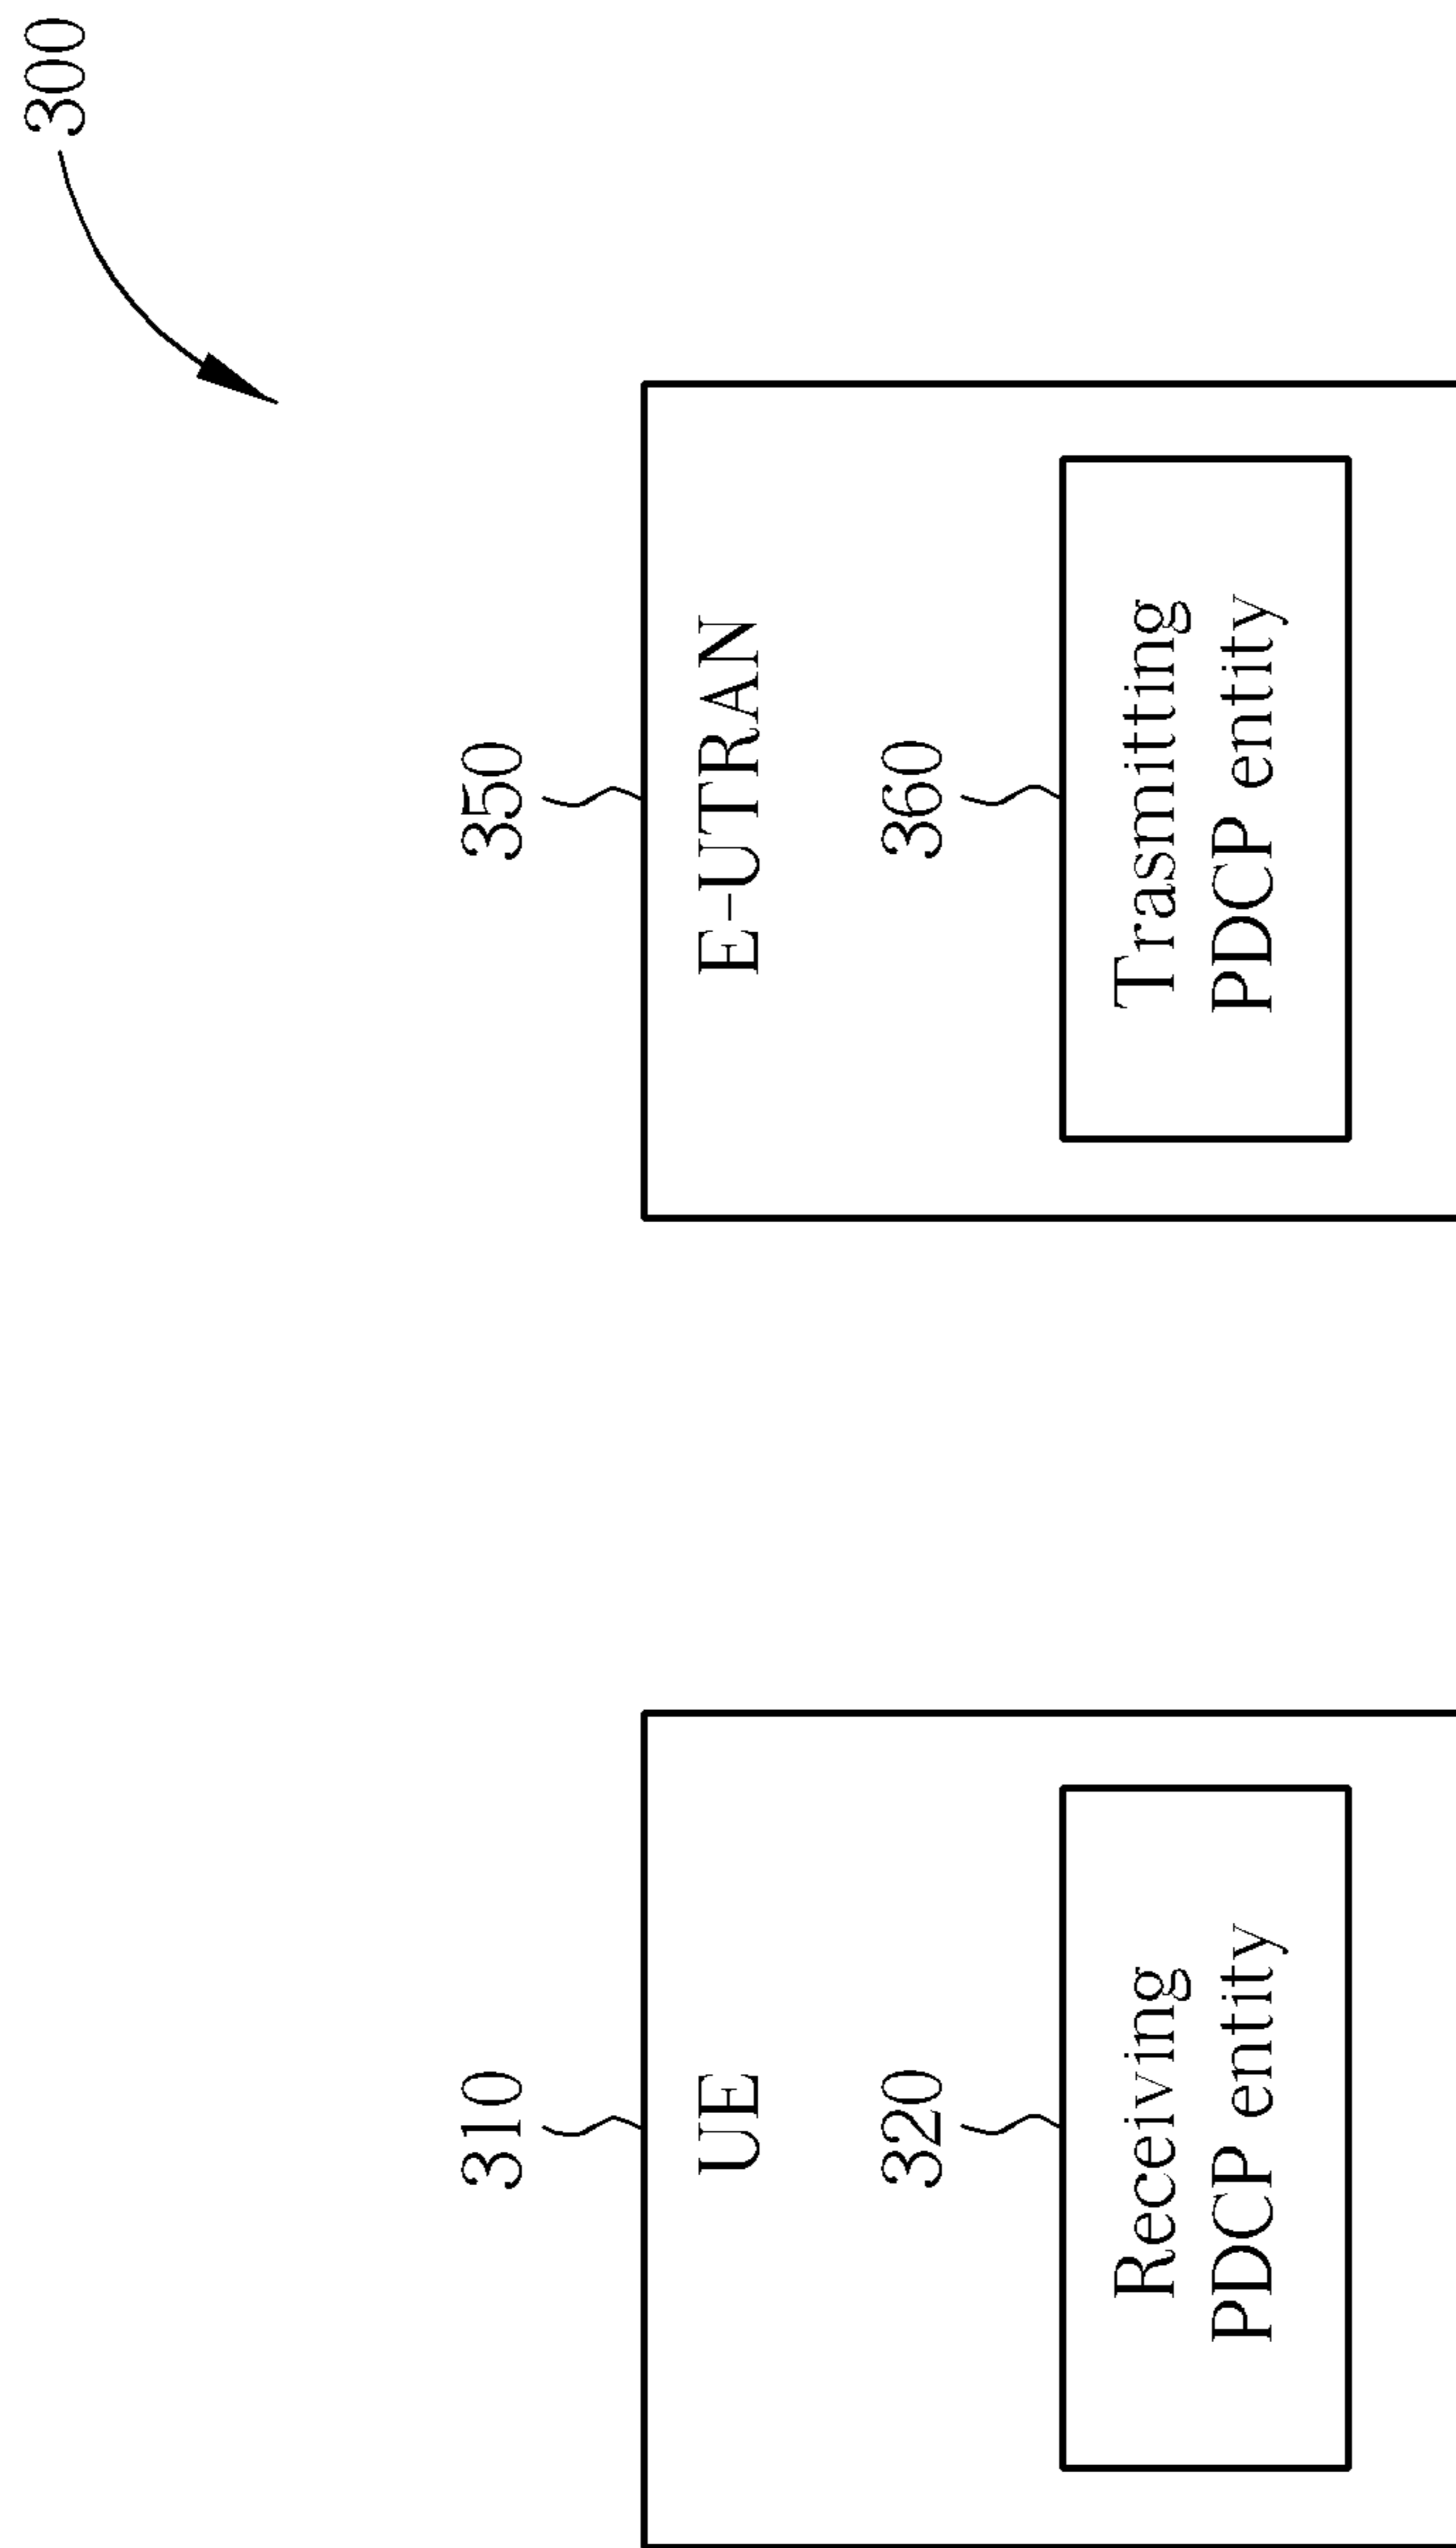 300
310
350
UE
E-UTRAN
320
360
Receiving
PDCP entity
Trasmitting
PDCP entity